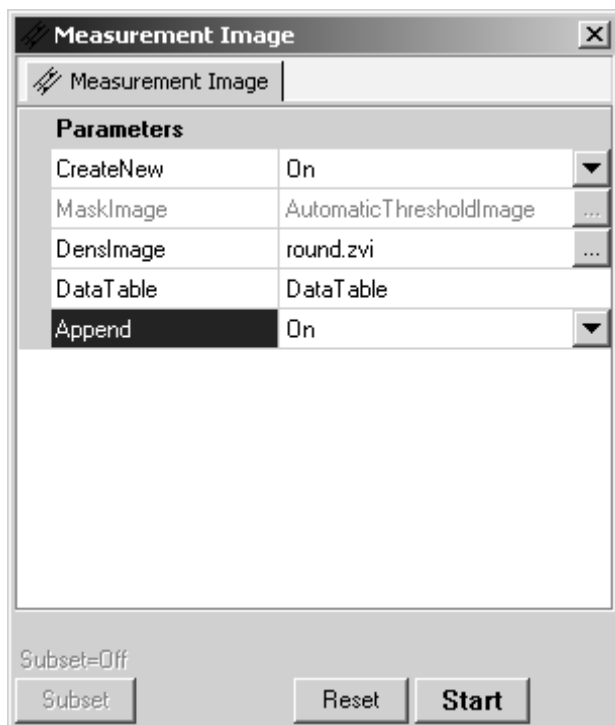 Measurement Image
Measurement Image
Parameters
CreateNew On
MaskImage AutomaticThresholdImage ...
DensImage round.zvi ...
DataTable DataTable
Append On
Subset=Off
Subset Reset Start